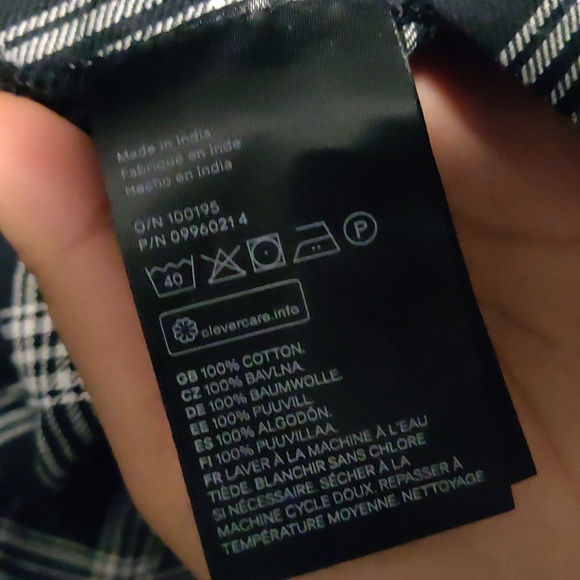 Made in India
Fabriqué en Inde
Hecho en India
O/N 100195
P/N 0996021 4
40
P
clevercare.info
GB 100% COTTON.
CZ 100% BAVLNA.
DE 100% BAUMWOLLE.
EE 100% PUUVILL.
ES 100% ALGODÓN.
FI 100% PUUVILLAA.
FR LAVER À LA MACHINE À L'EAU
TIÈDE. BLANCHIR SANS CHLORE
SI NÉCESSAIRE. SÉCHER À LA
MACHINE CYCLE DOUX. REPASSER À
TEMPÉRATURE MOYENNE. NETTOYAGE